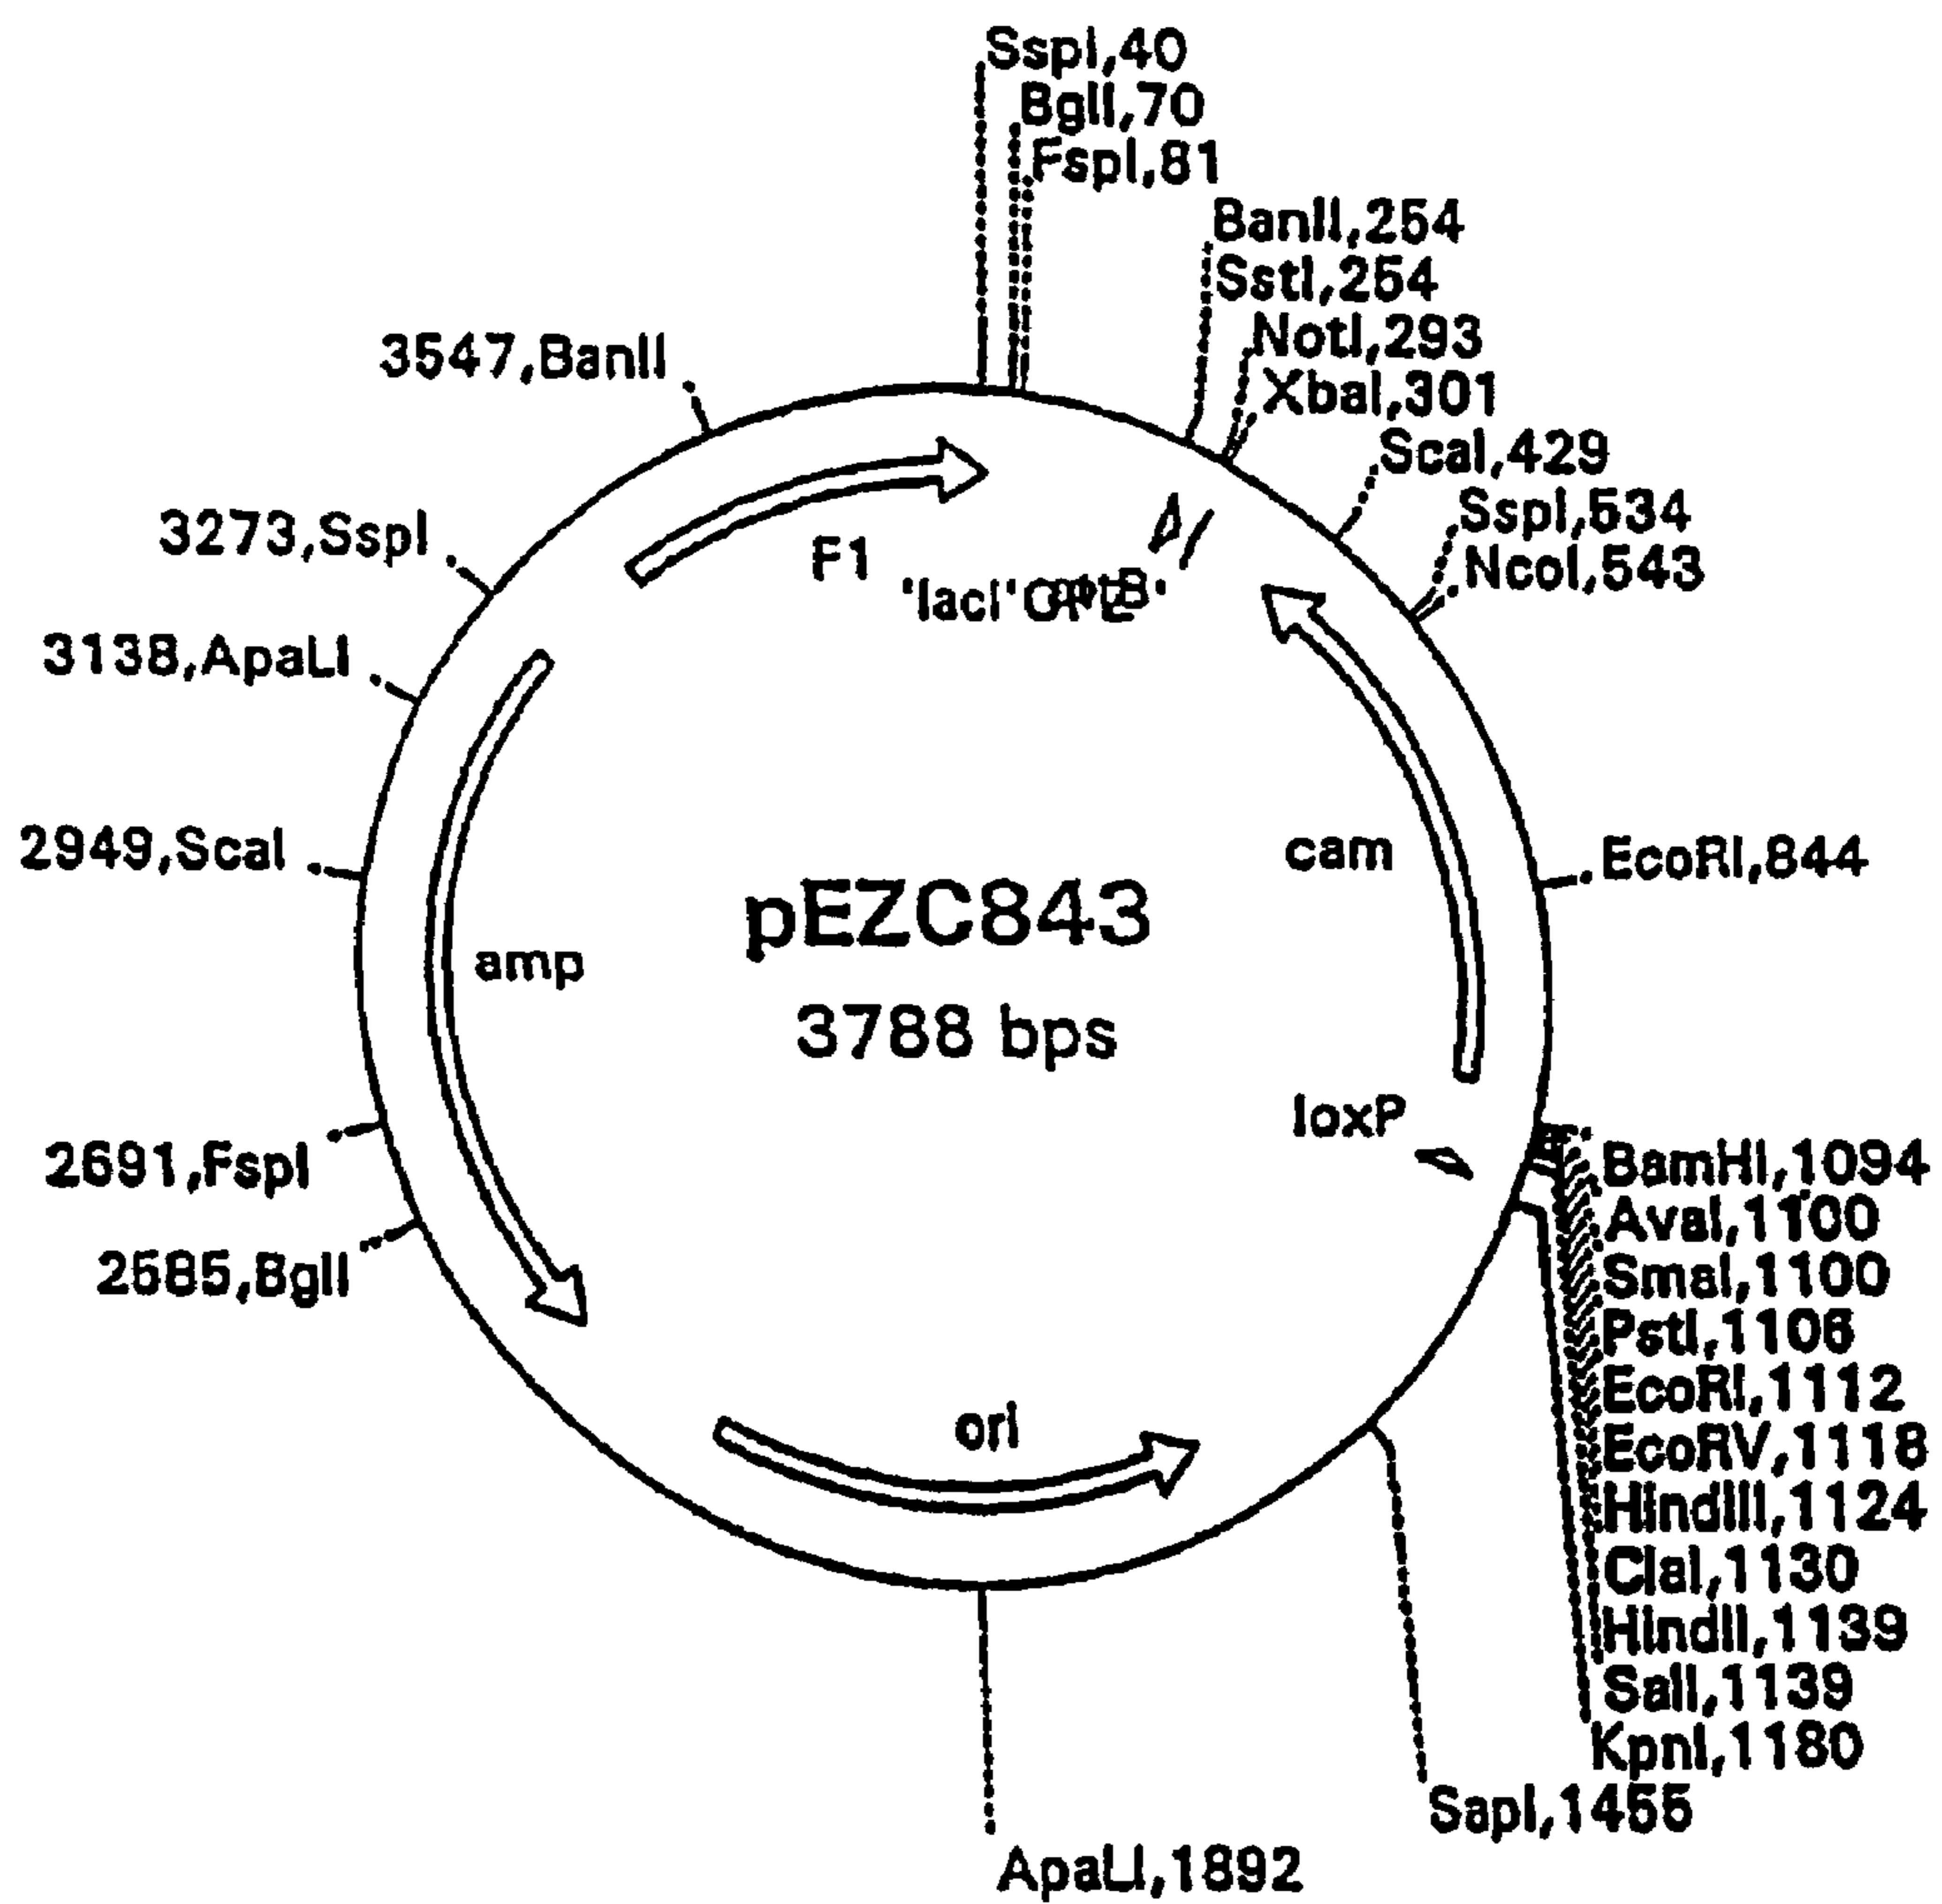 SspI,40
BglI,70
FspI,81
BanII,254
SstI,254
NotI,293
XbaI,301
ScaI,429
SspI,534
NcoI,543
3547,BanII
3273,SspI
3138,ApaLI
2949,ScaI
2691,FspI
2585,BglI
F1
'lacI'
cam
EcoRI,844
amp
pEZC843
3788 bps
loxP
ori
BamHI,1094
AvaI,1100
SmaI,1100
PstI,1106
EcoRI,1112
EcoRV,1118
HindIII,1124
ClaI,1130
HindII,1139
SalI,1139
KpnI,1180
SapI,1455
ApaLI,1892